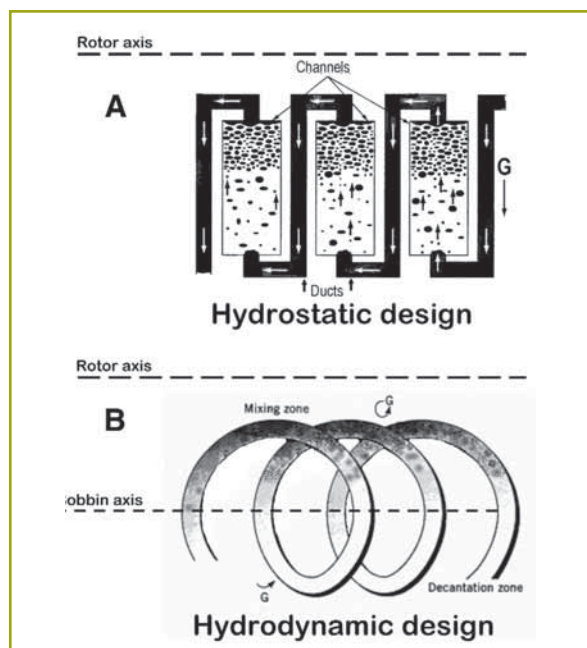 Rotor axis
Channels
A
G
Ducts
Hydrostatic design
Rotor axis
B
G
Mixing zone
obbin axis
Decantation zone
G
Hydrodynamic design